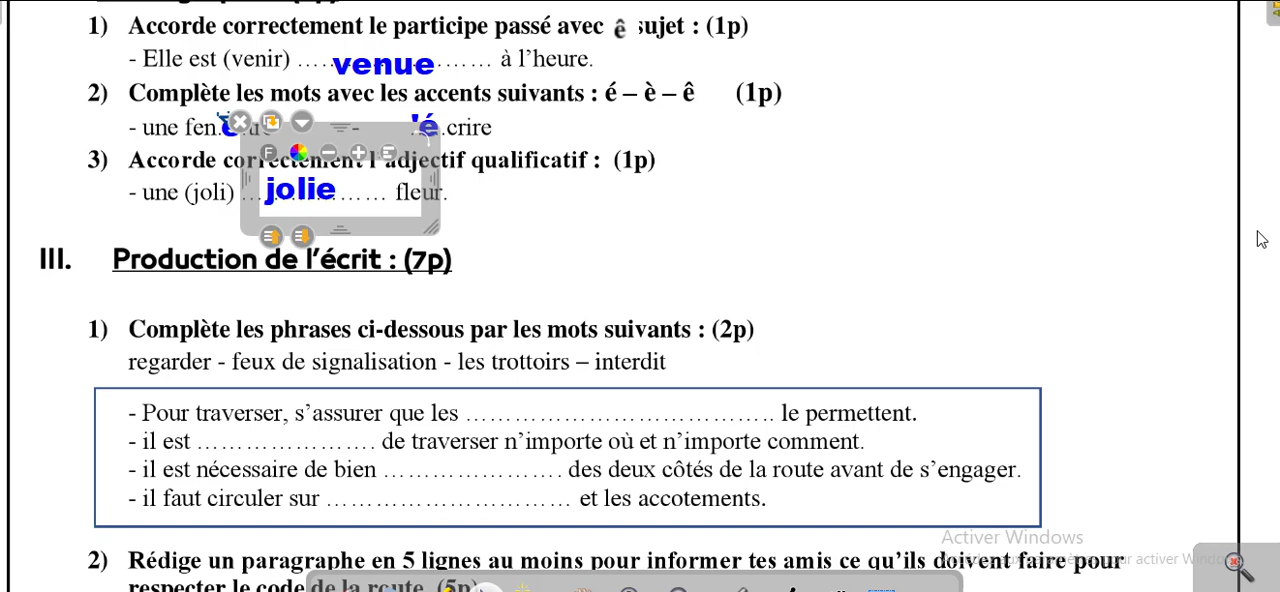 1) Accorde correctement le participe passé avec ê sujet : (1p)
- Elle est (venir) .... venue ....... à l’heure.
2) Complète les mots avec les accents suivants : é – è – ê (1p)
- une fen. - 'é.crire
3) Accorde correctement l’adjectif qualificatif : (1p)
- une (joli) ... jolie ...... fleur.
III. Production de l’écrit : (7p)
1) Complète les phrases ci-dessous par les mots suivants : (2p)
regarder - feux de signalisation - les trottoirs – interdit
- Pour traverser, s’assurer que les ........................................ le permettent.
- il est ...................... de traverser n’importe où et n’importe comment.
- il est nécessaire de bien ...................... des deux côtés de la route avant de s’engager.
- il faut circuler sur .............................. et les accotements.
Activer Windows
2) Rédige un paragraphe en 5 lignes au moins pour informer tes amis ce qu’ils doivent faire pour
respecter le code de la route (5p)